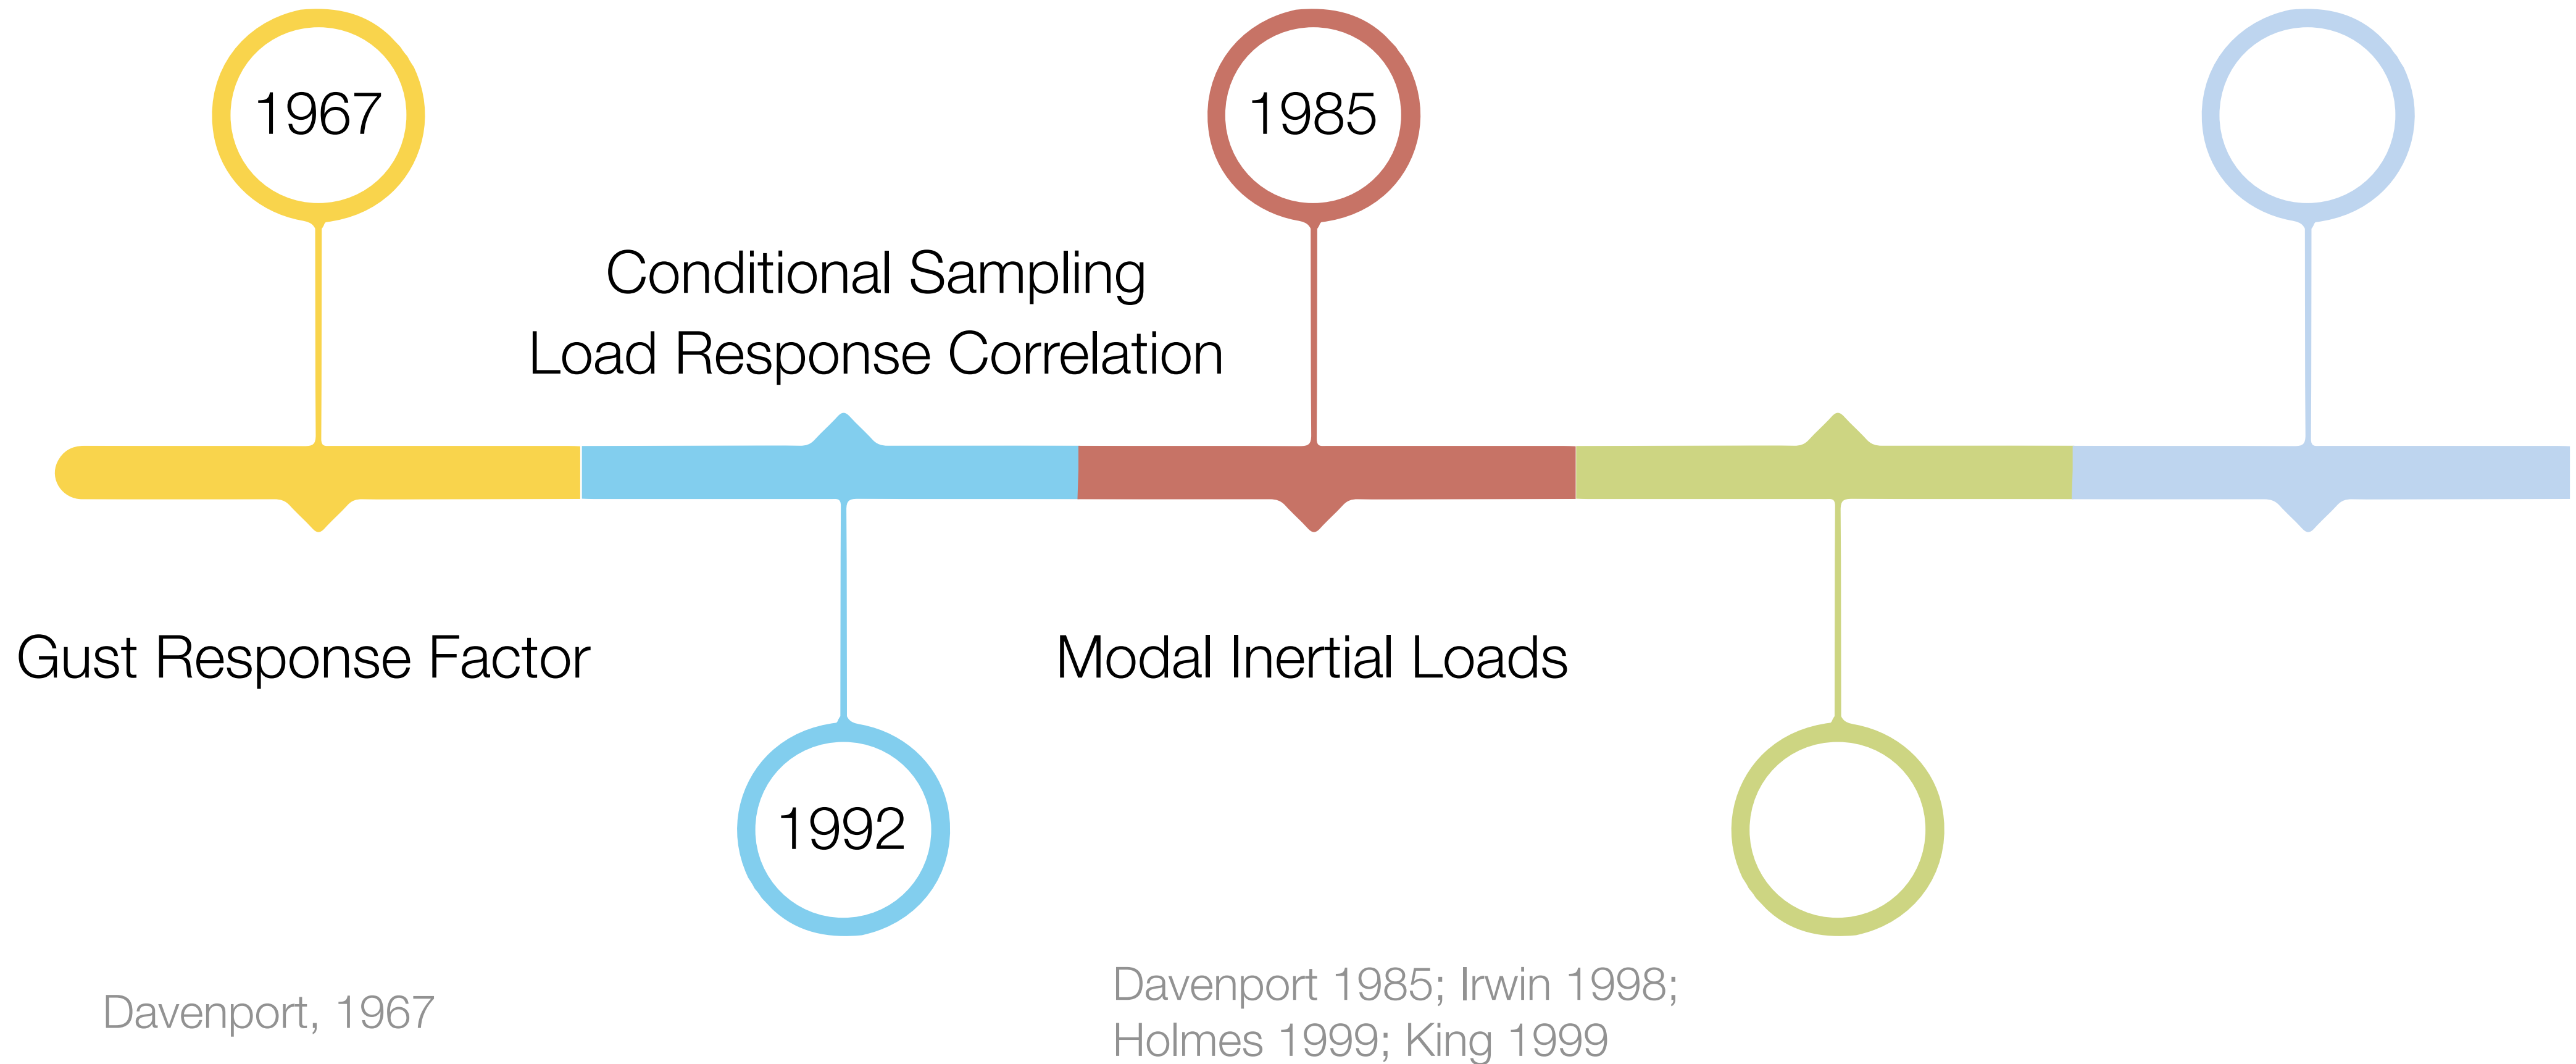 1967
1985
Conditional Sampling
Load Response Correlation
Gust Response Factor
Modal Inertial Loads
1992
Davenport, 1967
Davenport 1985; Irwin 1998;
Holmes 1999; King 1999